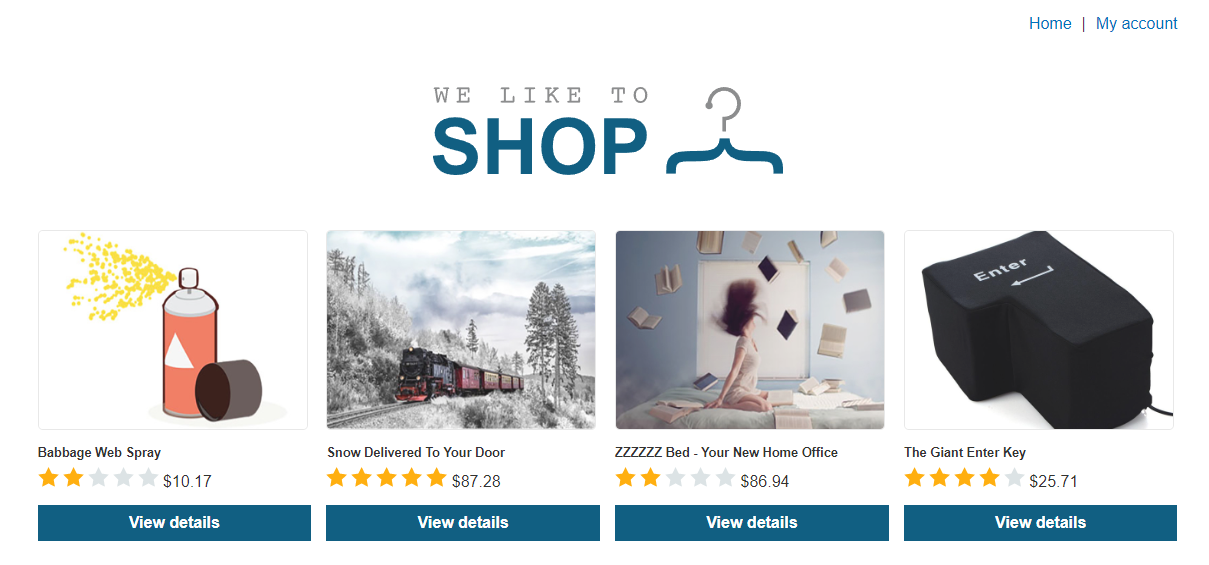 Home | My account
WE LIKE TO
SHOP
Enter
Babbage Web Spray
$10.17
View details
Snow Delivered To Your Door
$87.28
View details
ZZZZZZ Bed - Your New Home Office
$86.94
View details
The Giant Enter Key
$25.71
View details